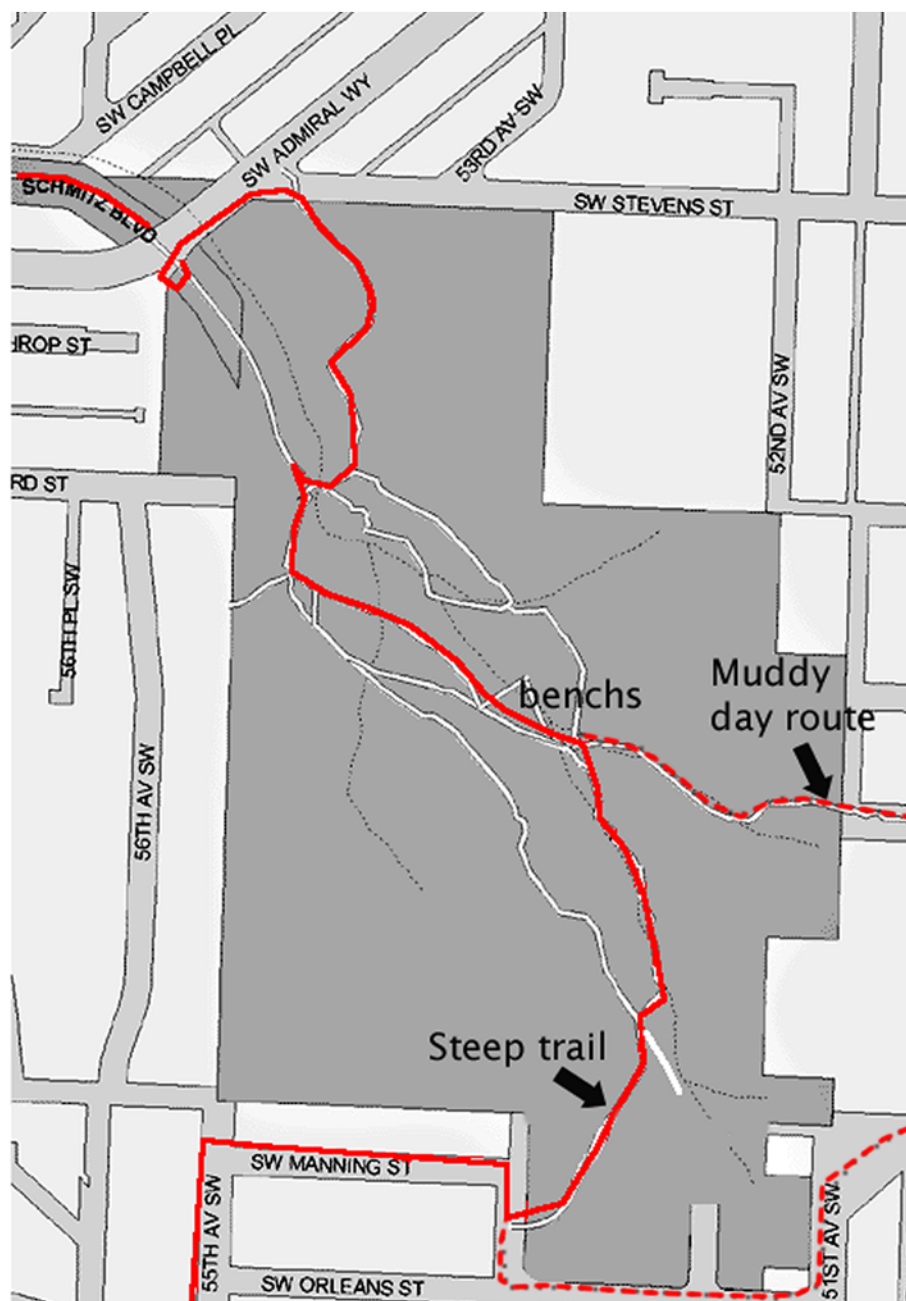 SW CAMPBELL PL
SW ADMIRAL WY
53RD AV SW
SCHMITZ BLVD
SW STEVENS ST
ROP ST
52ND AV SW
RD ST
56TH PL SW
benchs
Muddy
day route
56TH AV SW
Steep trail
SW MANNING ST
55TH AV SW
51ST AV SW
SW ORLEANS ST